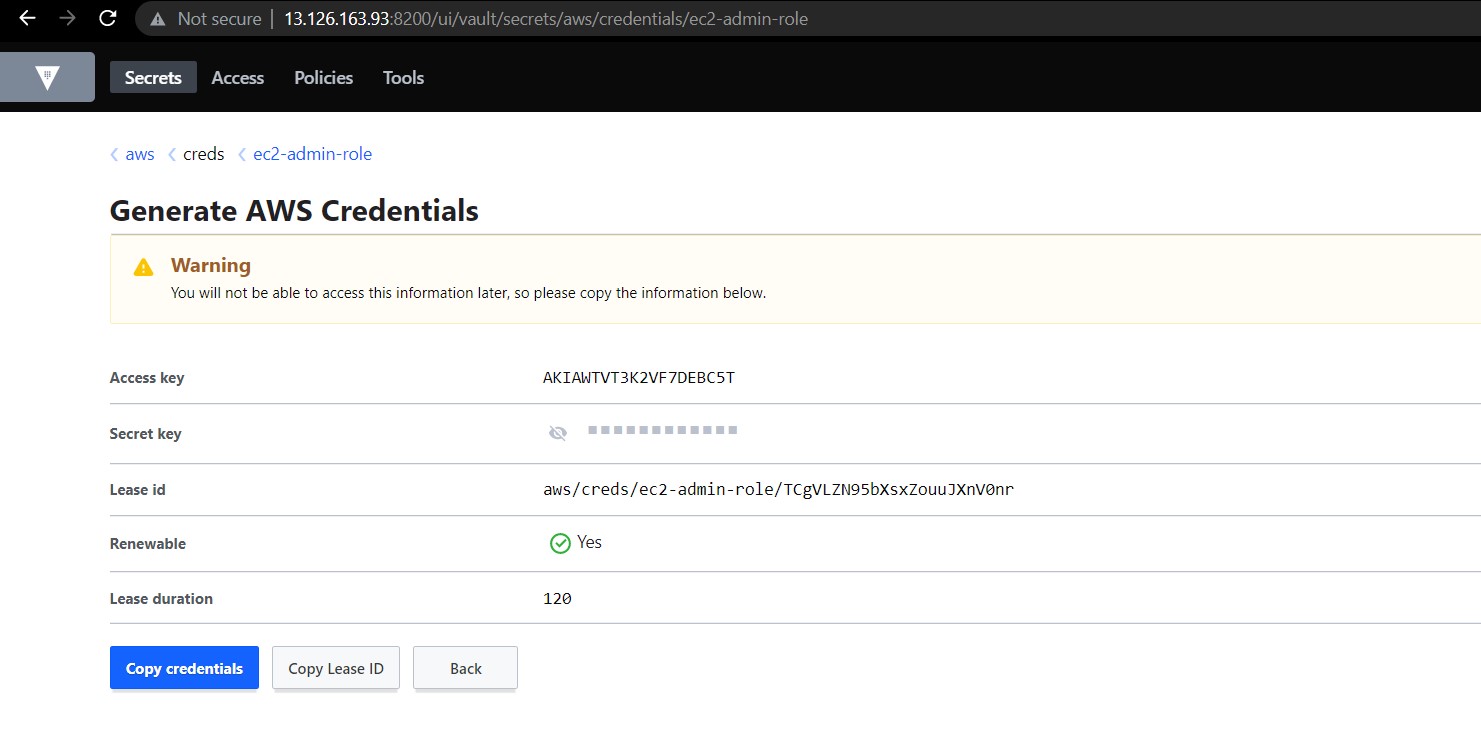 Not secure 13.126.163.93:8200/ui/vault/secrets/aws/credentials/ec2-admin-role
Secrets Access Policies Tools
aws creds ec2-admin-role
Generate AWS Credentials
Warning
You will not be able to access this information later, so please copy the information below.
Access key AKIAWTVT3K2VF7DEBC5T
Secret key
Lease id aws/creds/ec2-admin-role/TCgVLZN95bXsxZouuJXnV0nr
Renewable Yes
Lease duration 120
Copy credentials Copy Lease ID Back